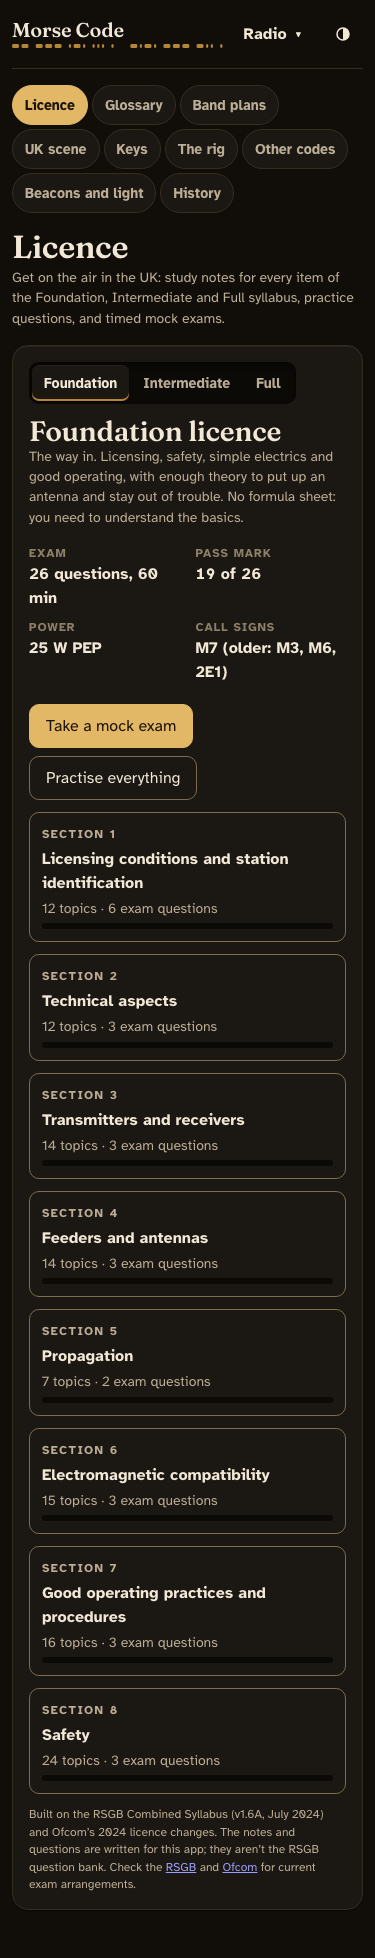 Morse Code
Radio ▾
Licence
Glossary
Band plans
UK scene
Keys
The rig
Other codes
Beacons and light
History
Licence
Get on the air in the UK: study notes for every item of
the Foundation, Intermediate and Full syllabus, practice
questions, and timed mock exams.
Foundation
Intermediate
Full
Foundation licence
The way in. Licensing, safety, simple electrics and
good operating, with enough theory to put up an
antenna and stay out of trouble. No formula sheet:
you need to understand the basics.
EXAM
26 questions, 60
min
PASS MARK
19 of 26
POWER
25 W PEP
CALL SIGNS
M7 (older: M3, M6,
2E1)
Take a mock exam
Practise everything
SECTION 1
Licensing conditions and station
identification
12 topics · 6 exam questions
SECTION 2
Technical aspects
12 topics · 3 exam questions
SECTION 3
Transmitters and receivers
14 topics · 3 exam questions
SECTION 4
Feeders and antennas
14 topics · 3 exam questions
SECTION 5
Propagation
7 topics · 2 exam questions
SECTION 6
Electromagnetic compatibility
15 topics · 3 exam questions
SECTION 7
Good operating practices and
procedures
16 topics · 3 exam questions
SECTION 8
Safety
24 topics · 3 exam questions
Built on the RSGB Combined Syllabus (v1.6A, July 2024)
and Ofcom's 2024 licence changes. The notes and
questions are written for this app; they aren't the RSGB
question bank. Check the RSGB and Ofcom for current
exam arrangements.